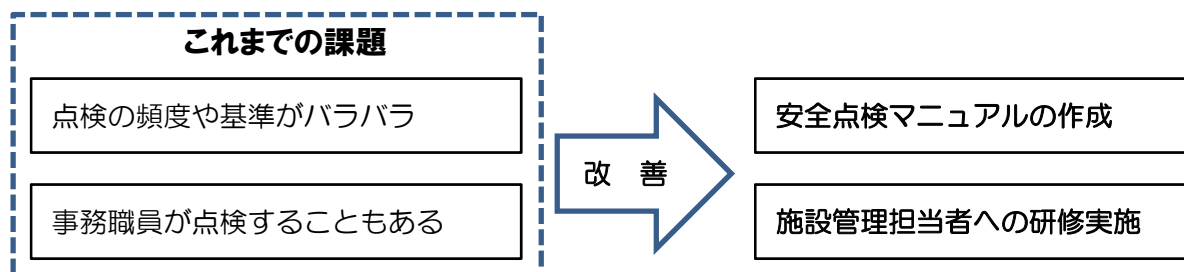 これまでの課題
点検の頻度や基準がバラバラ
事務職員が点検することもある
改　善
安全点検マニュアルの作成
施設管理担当者への研修実施